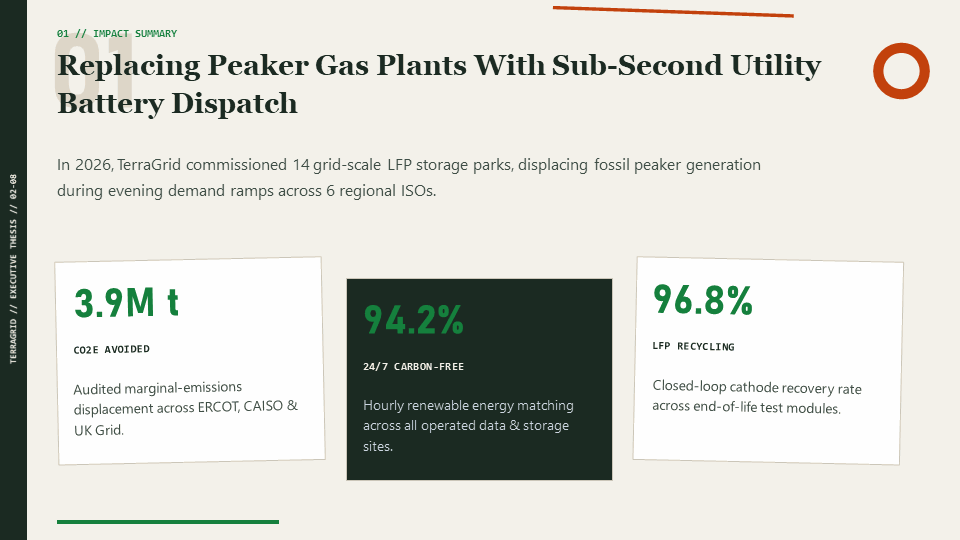 TERRAGRID // EXECUTIVE THESIS // 02-08
01
01 // IMPACT SUMMARY
Replacing Peaker Gas Plants With Sub-Second Utility
Battery Dispatch
In 2026, TerraGrid commissioned 14 grid-scale LFP storage parks, displacing fossil peaker generation
during evening demand ramps across 6 regional ISOs.
3.9M t
CO2E AVOIDED
Audited marginal-emissions
displacement across ERCOT, CAISO &
UK Grid.
94.2%
24/7 CARBON-FREE
Hourly renewable energy matching
across all operated data & storage
sites.
96.8%
LFP RECYCLING
Closed-loop cathode recovery rate
across end-of-life test modules.